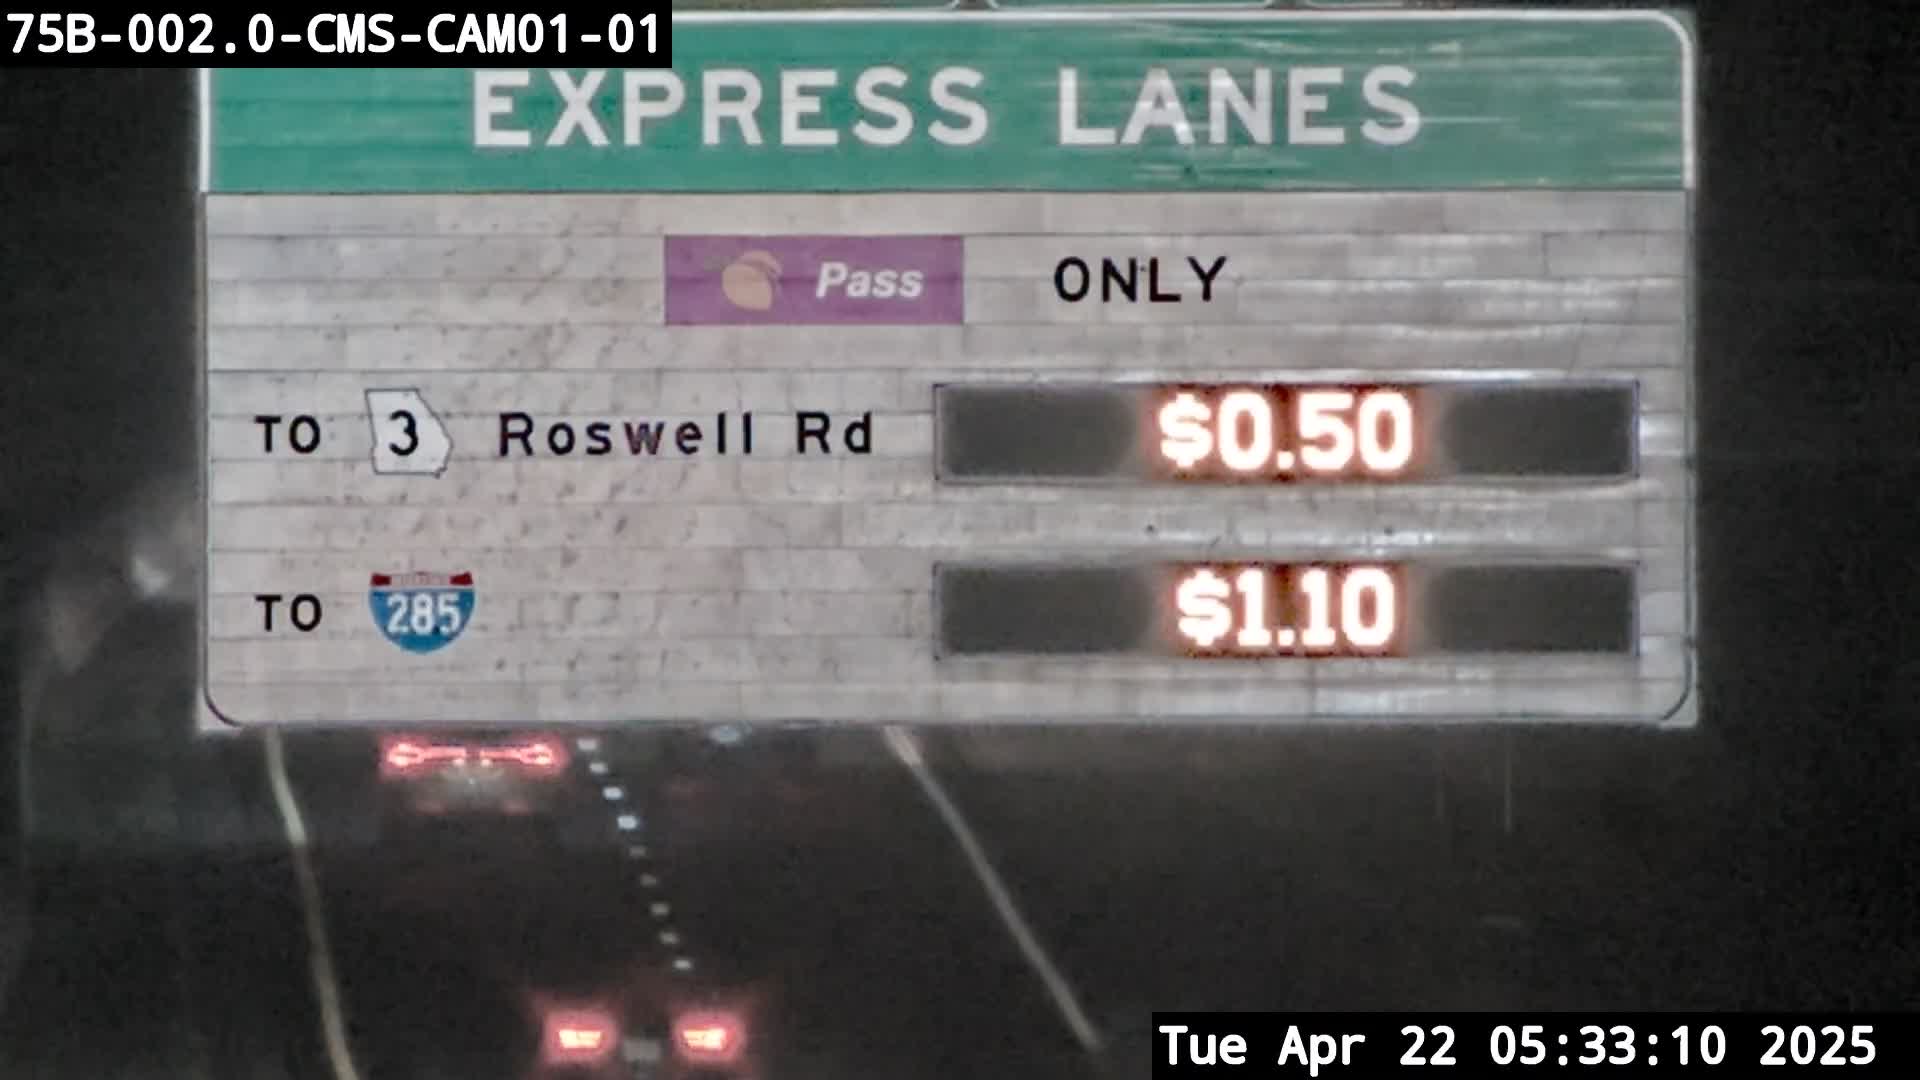 75B-002.0-CMS-CAM01-01
EXPRESS LANES
Pass ONLY
TO 3 Roswell Rd $0.50
TO 285 $1.10
Tue Apr 22 05:33:10 2025